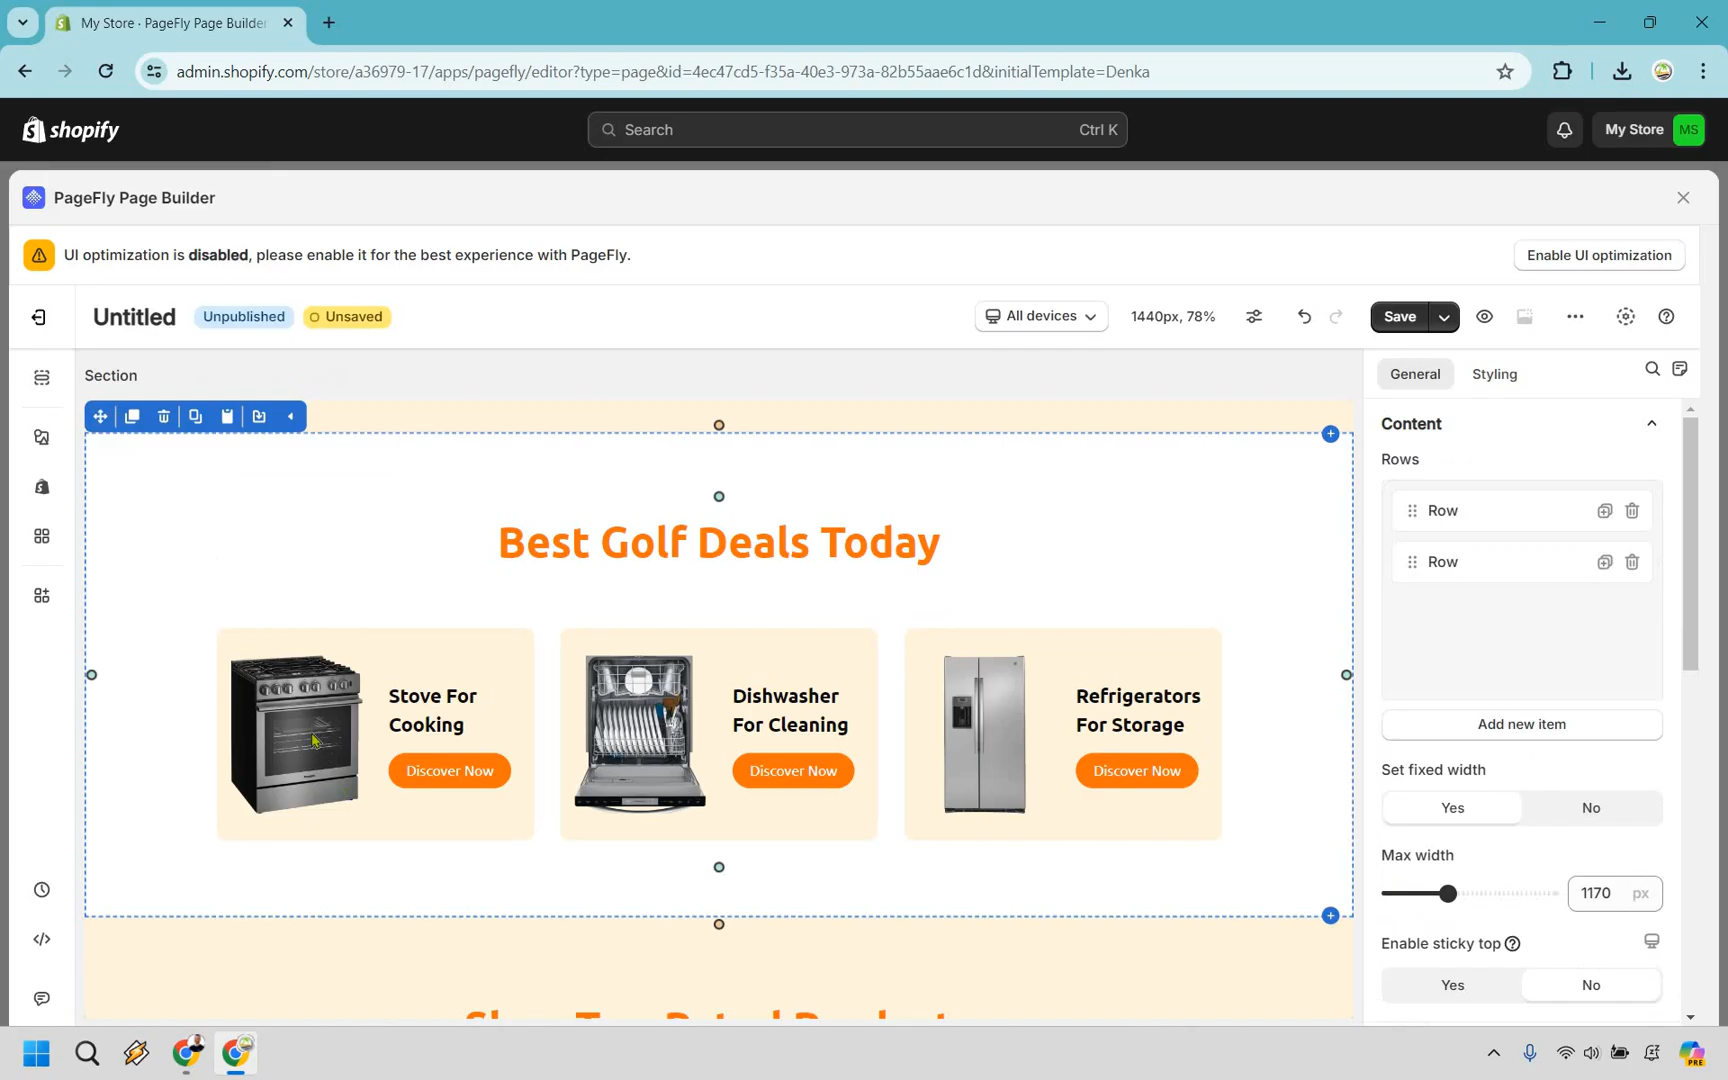 My Store · PageFly Page Builder
admin.shopify.com/store/a36979-17/apps/pagefly/editor?type=page&id=4ec47cd5-f35a-40e3-973a-82b55aae6c1d&initialTemplate=Denka
shopify
Search
Ctrl K
My Store
MS
PageFly Page Builder
UI optimization is disabled, please enable it for the best experience with PageFly.
Enable UI optimization
Untitled
Unpublished
Unsaved
All devices
1440px, 78%
Save
Section
General
Styling
Content
Rows
Row
Row
Best Golf Deals Today
Stove For
Cooking
Discover Now
Dishwasher
For Cleaning
Discover Now
Refrigerators
For Storage
Discover Now
Add new item
Set fixed width
Yes
No
Max width
1170 px
Enable sticky top
Yes
No
PRE